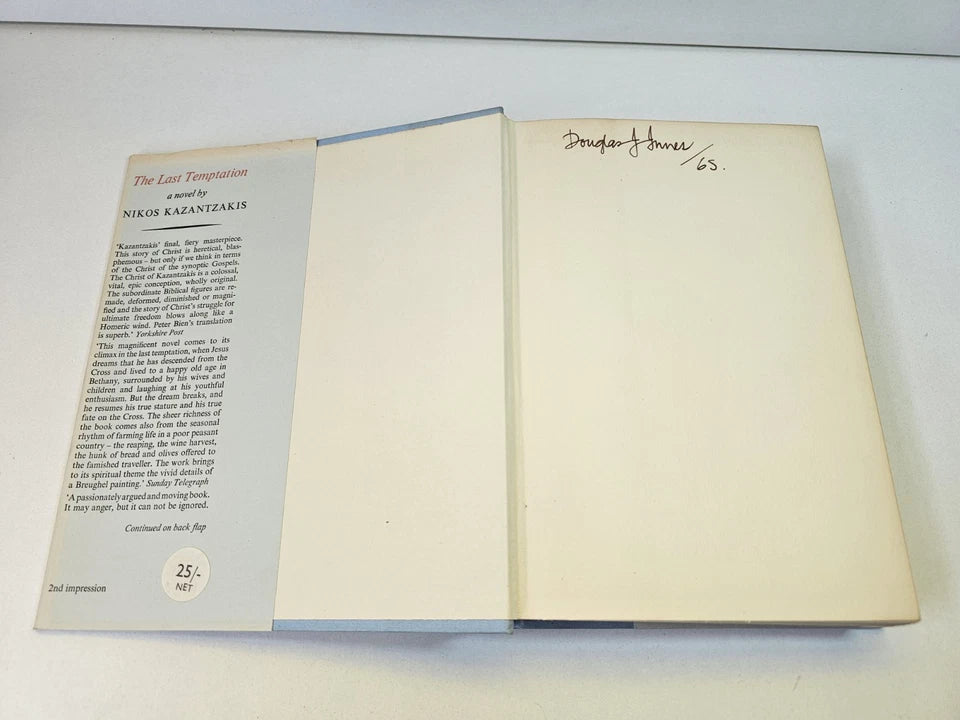 The Last Temptation
a novel by
NIKOS KAZANTZAKIS
'Kazantzakis' final, fiery masterpiece.
This story of Christ is heretical, blas-
phemous – but only if we think in terms
of the Christ of the synoptic Gospels.
The Christ of Kazantzakis is a colossal,
vital, epic conception, wholly original.
The subordinate Biblical figures are re-
made, deformed, diminished or magni-
fied and the story of Christ's struggle for
ultimate freedom blows along like a
Homeric wind. Peter Bien's translation
is superb.' Yorkshire Post
'This magnificent novel comes to its
climax in the last temptation, when Jesus
dreams that he has descended from the
Cross and lived to a happy old age in
Bethany, surrounded by his wives and
children and laughing at his youthful
enthusiasm. But the dream breaks, and
he resumes his true stature and his true
fate on the Cross. The sheer richness of
the book comes also from the seasonal
rhythm of farming life in a poor peasant
country – the reaping, the wine harvest,
the hunk of bread and olives offered to
the famished traveller. The work brings
to its spiritual theme the vivid details of
a Breughel painting.' Sunday Telegraph
'A passionately argued and moving book.
It may anger, but it can not be ignored.
Continued on back flap
25/-
NET
2nd impression
Douglas J Innes
/65.